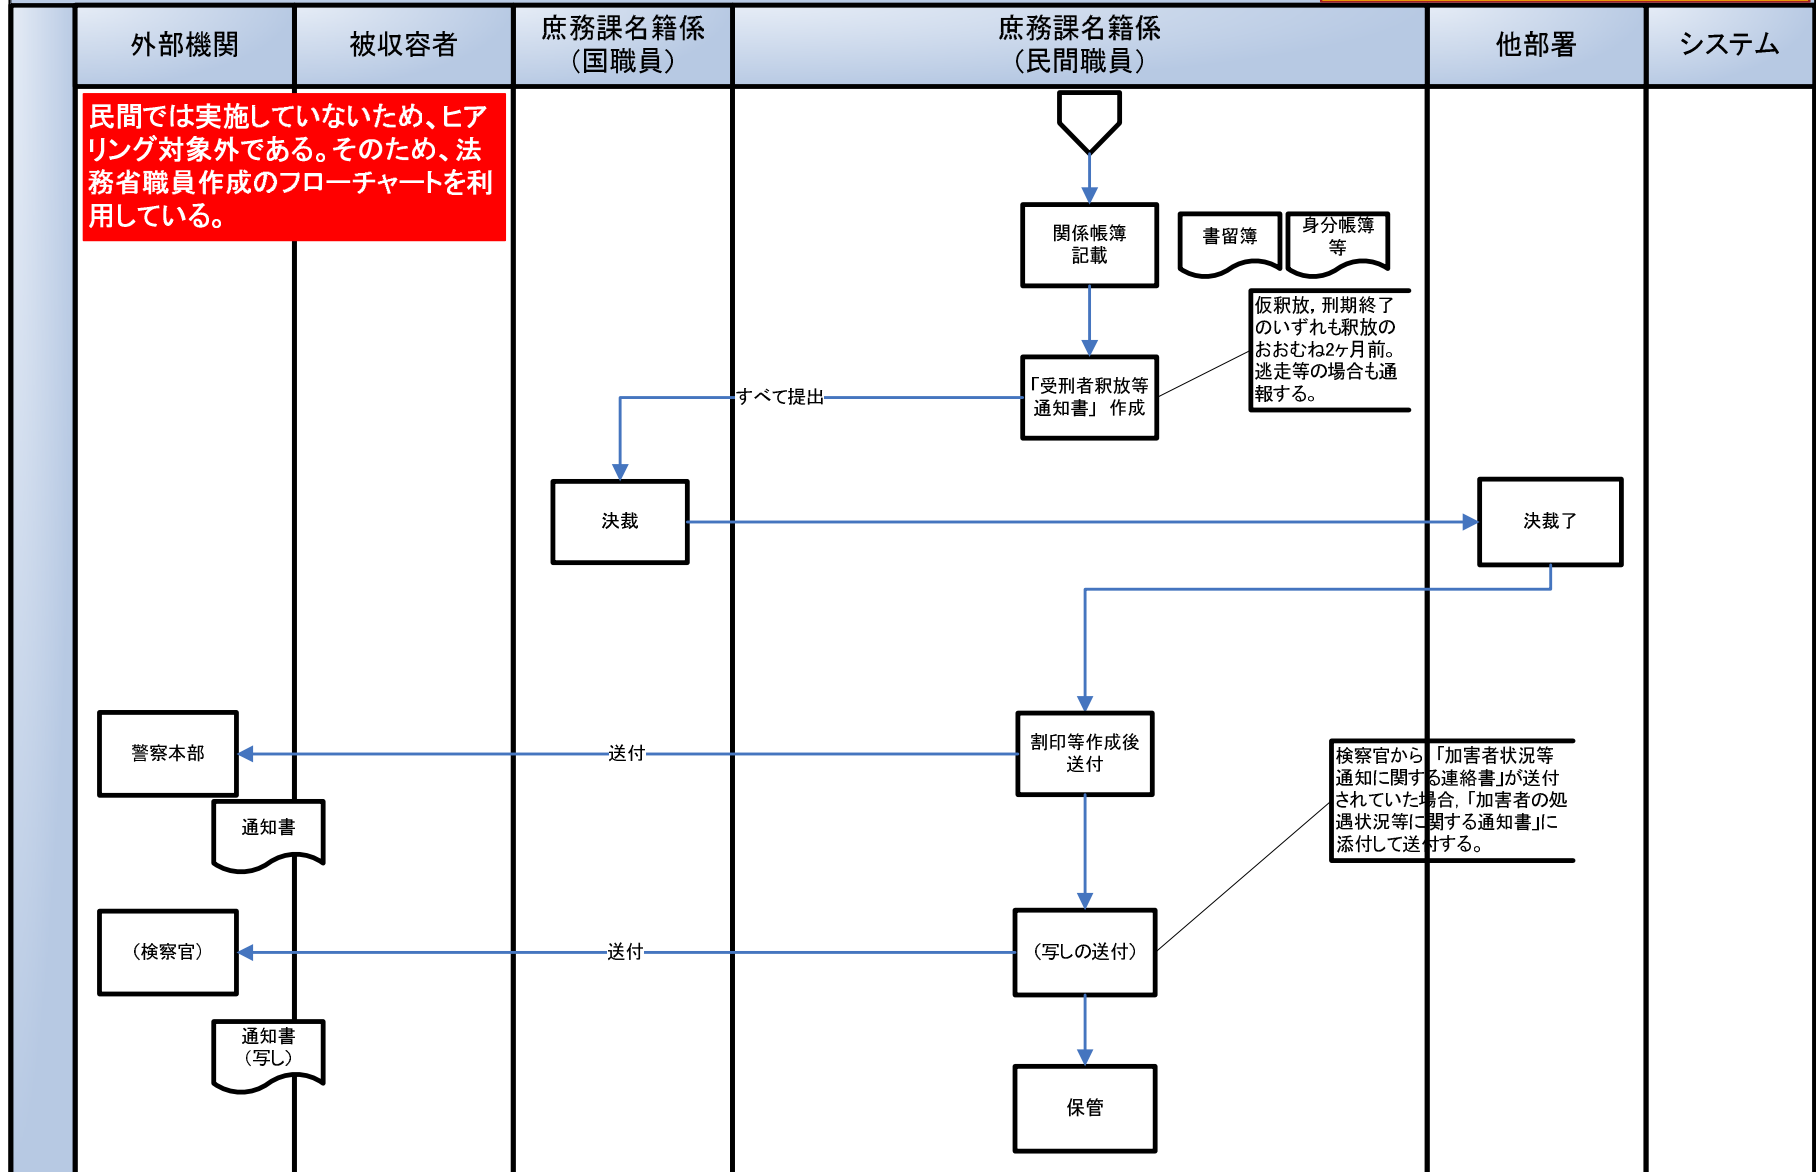 外部機関
被収容者
庶務課名籍係
（国職員）
庶務課名籍係
（民間職員）
他部署
システム
民間では実施していないため、ヒア
リング対象外である。そのため、法
務省職員作成のフローチャートを利
用している。
関係帳簿
記載
書留簿
身分帳簿
等
仮釈放，刑期終了
のいずれも釈放の
おおむね2ヶ月前。
逃走等の場合も通
報する。
「受刑者釈放等
通知書」 作成
すべて提出
決裁
決裁了
警察本部
送付
割印等作成後
送付
通知書
検察官から「加害者状況等
通知に関する連絡書」が送付
されていた場合，「加害者の処
遇状況等に関する通知書」に
添付して送付する。
（検察官）
送付
（写しの送付）
通知書
（写し）
保管